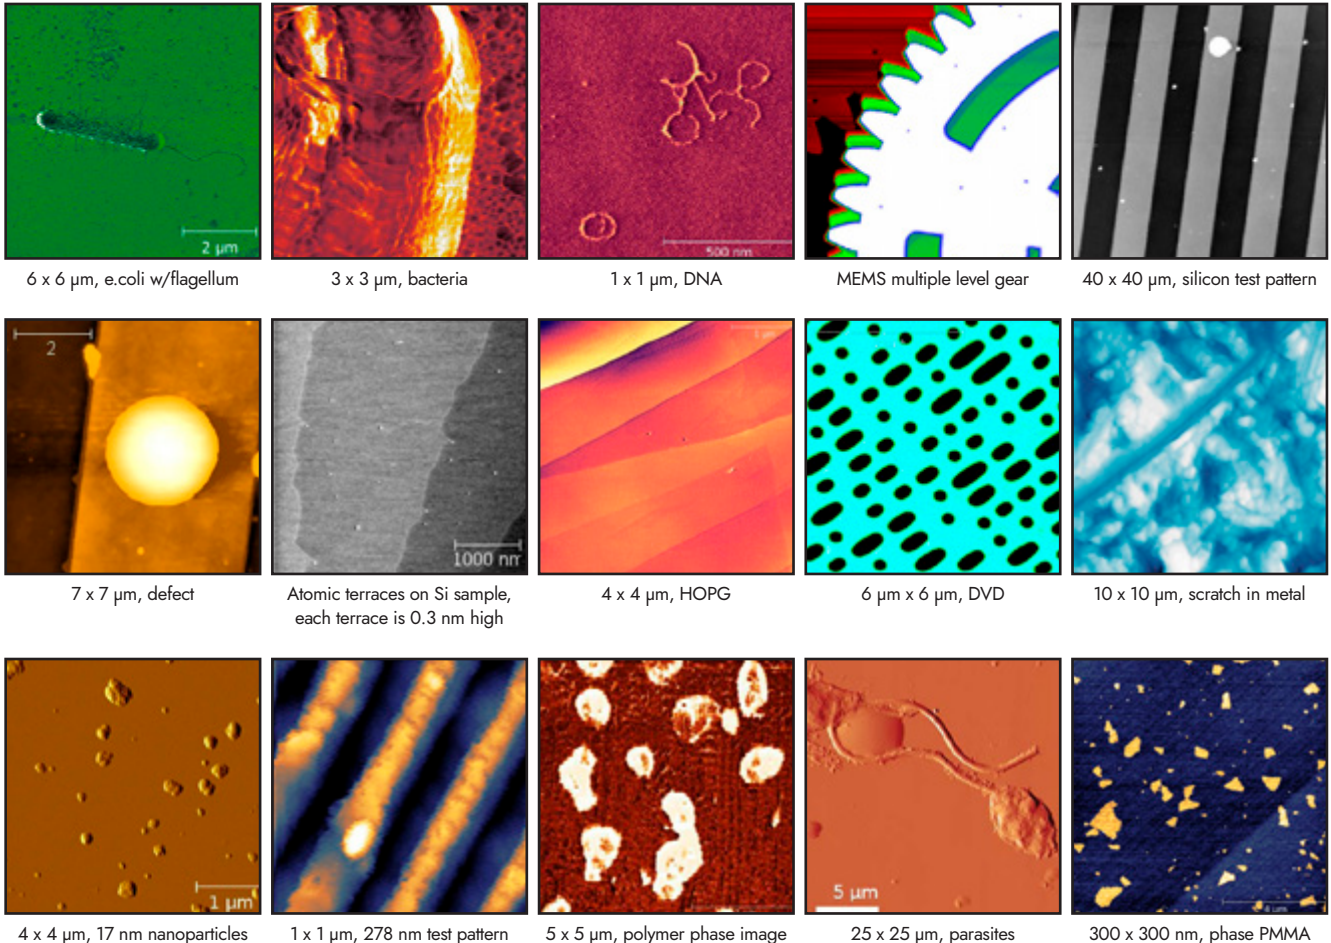 2 µm
500 nm
6 x 6 µm, e.coli w/flagellum
3 x 3 µm, bacteria
1 x 1 µm, DNA
MEMS multiple level gear
40 x 40 µm, silicon test pattern
2
1000 nm
7 x 7 µm, defect
Atomic terraces on Si sample,
each terrace is 0.3 nm high
4 x 4 µm, HOPG
6 µm x 6 µm, DVD
10 x 10 µm, scratch in metal
1 µm
5 µm
4 x 4 µm, 17 nm nanoparticles
1 x 1 µm, 278 nm test pattern
5 x 5 µm, polymer phase image
25 x 25 µm, parasites
300 x 300 nm, phase PMMA